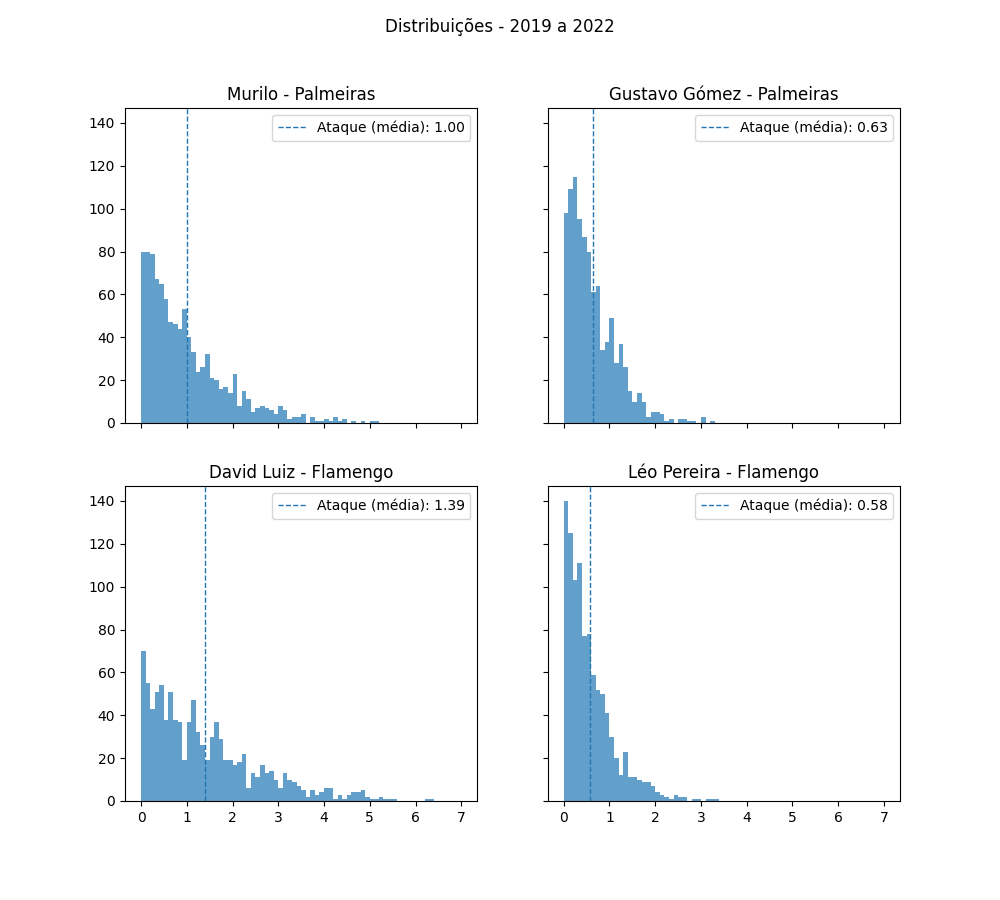 Distribuições - 2019 a 2022
Murilo - Palmeiras
Ataque (média): 1.00
140
120
100
80
60
40
20
0
Gustavo Gómez - Palmeiras
Ataque (média): 0.63
David Luiz - Flamengo
Ataque (média): 1.39
140
120
100
80
60
40
20
0
0 1 2 3 4 5 6 7
Léo Pereira - Flamengo
Ataque (média): 0.58
0 1 2 3 4 5 6 7